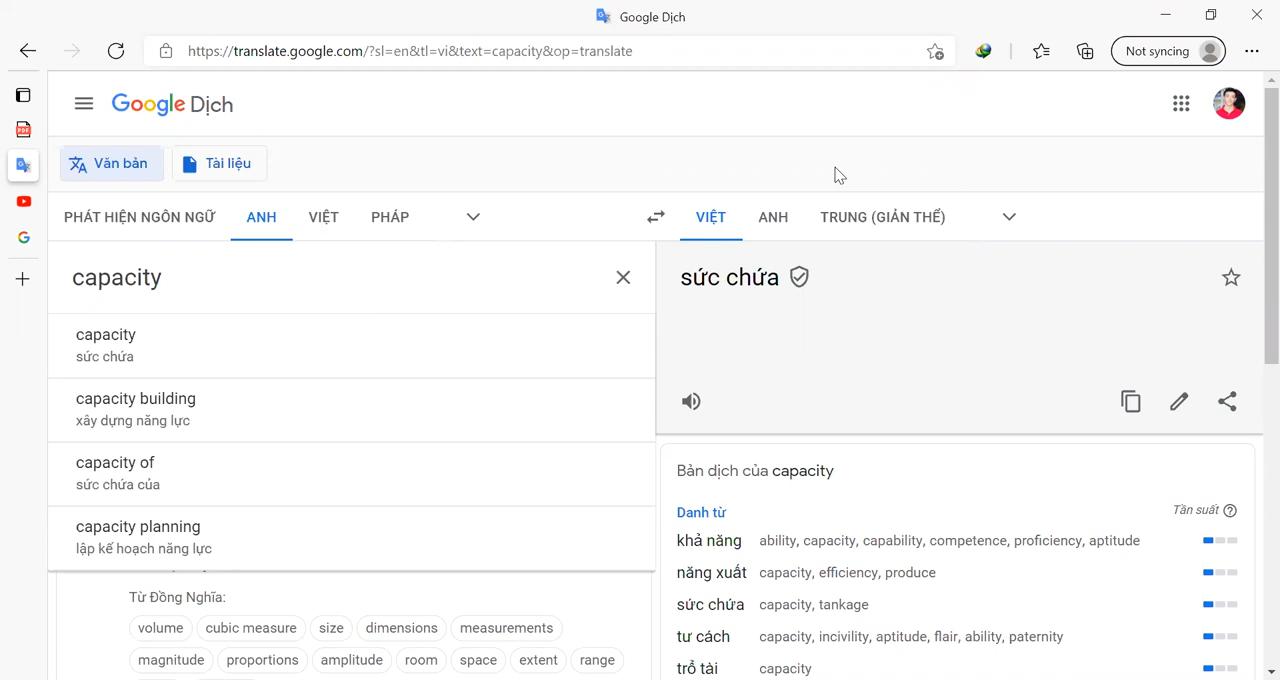 Google Dịch
https://translate.google.com/?sl=en&tl=vi&text=capacity&op=translate
Not syncing
PDF
Google Dịch
Văn bản
Tài liệu
PHÁT HIỆN NGÔN NGỮ ANH VIỆT PHÁP
VIỆT ANH TRUNG (GIẢN THỂ)
capacity
sức chứa
capacity
sức chứa
capacity building
xây dựng năng lực
capacity of
sức chứa của
capacity planning
lập kế hoạch năng lực
Từ Đồng Nghĩa:
volume cubic measure size dimensions measurements
magnitude proportions amplitude room space extent range
Bản dịch của capacity
Danh từ Tần suất
khả năng ability, capacity, capability, competence, proficiency, aptitude
năng xuất capacity, efficiency, produce
sức chứa capacity, tankage
tư cách capacity, incivility, aptitude, flair, ability, paternity
trổ tài capacity